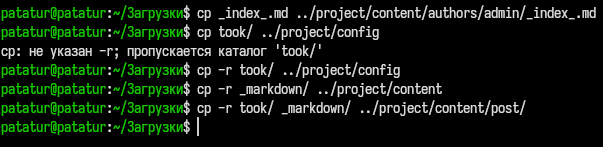 patatur@patatur:~/Загрузки$ cp _index_.md ../project/content/authors/admin/_index_.md
patatur@patatur:~/Загрузки$ cp took/ ../project/config
cp: не указан -r; пропускается каталог 'took/'
patatur@patatur:~/Загрузки$ cp -r took/ ../project/config
patatur@patatur:~/Загрузки$ cp -r _markdown/ ../project/content
patatur@patatur:~/Загрузки$ cp -r took/ _markdown/ ../project/content/post/
patatur@patatur:~/Загрузки$